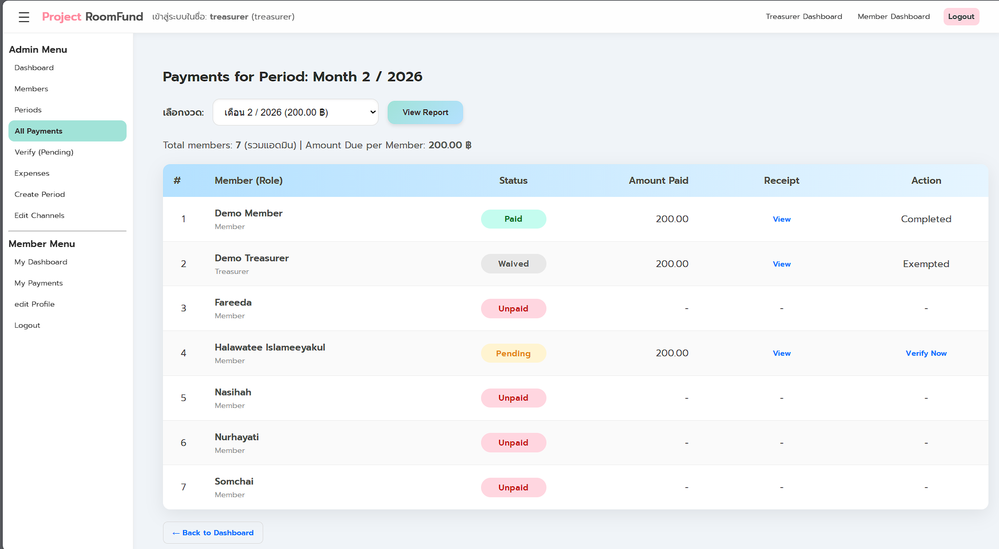 ☰ Project RoomFund เข้าสู่ระบบในชื่อ: treasurer (treasurer) Treasurer Dashboard Member Dashboard Logout
Admin Menu
Dashboard
Members
Periods
All Payments
Verify (Pending)
Expenses
Create Period
Edit Channels
Member Menu
My Dashboard
My Payments
edit Profile
Logout
Payments for Period: Month 2 / 2026
เลือกงวด: เดือน 2 / 2026 (200.00 ฿) View Report
Total members: 7 (รวมแอดมิน) | Amount Due per Member: 200.00 ฿
# Member (Role) Status Amount Paid Receipt Action
1 Demo Member Paid 200.00 View Completed
Member
2 Demo Treasurer Waived 200.00 View Exempted
Treasurer
3 Fareeda Unpaid - - -
Member
4 Halawatee Islameeyakul Pending 200.00 View Verify Now
Member
5 Nasihah Unpaid - - -
Member
6 Nurhayati Unpaid - - -
Member
7 Somchai Unpaid - - -
Member
← Back to Dashboard